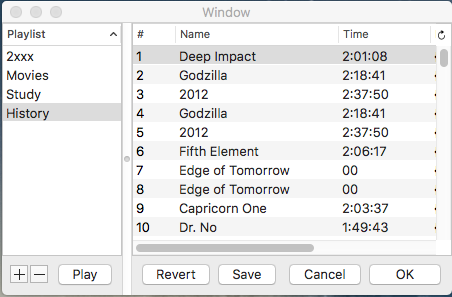 Window
Playlist
2xxx
Movies
Study
History
# Name Time
1 Deep Impact 2:01:08
2 Godzilla 2:18:41
3 2012 2:37:50
4 Godzilla 2:18:41
5 2012 2:37:50
6 Fifth Element 2:06:17
7 Edge of Tomorrow 00
8 Edge of Tomorrow 00
9 Capricorn One 2:03:37
10 Dr. No 1:49:43
+ − Play Revert Save Cancel OK